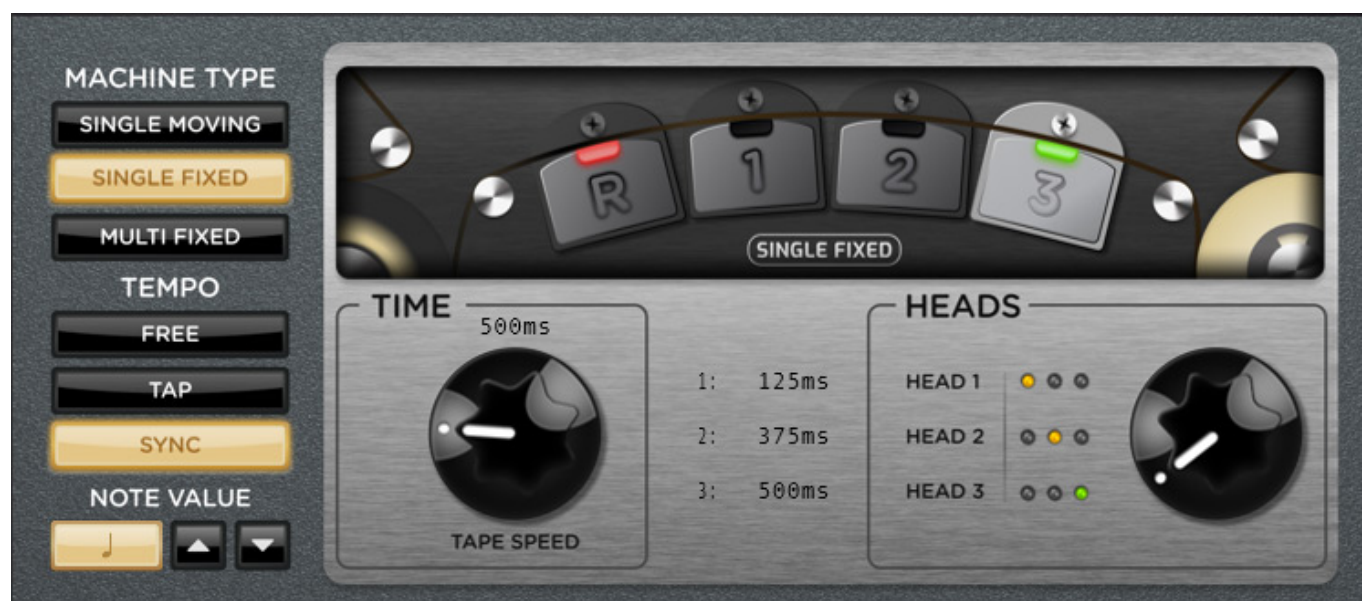 MACHINE TYPE
SINGLE MOVING
SINGLE FIXED
MULTI FIXED
TEMPO
FREE
TAP
SYNC
NOTE VALUE
R
1
2
3
SINGLE FIXED
TIME
500ms
TAPE SPEED
1: 125ms
2: 375ms
3: 500ms
HEADS
HEAD 1
HEAD 2
HEAD 3